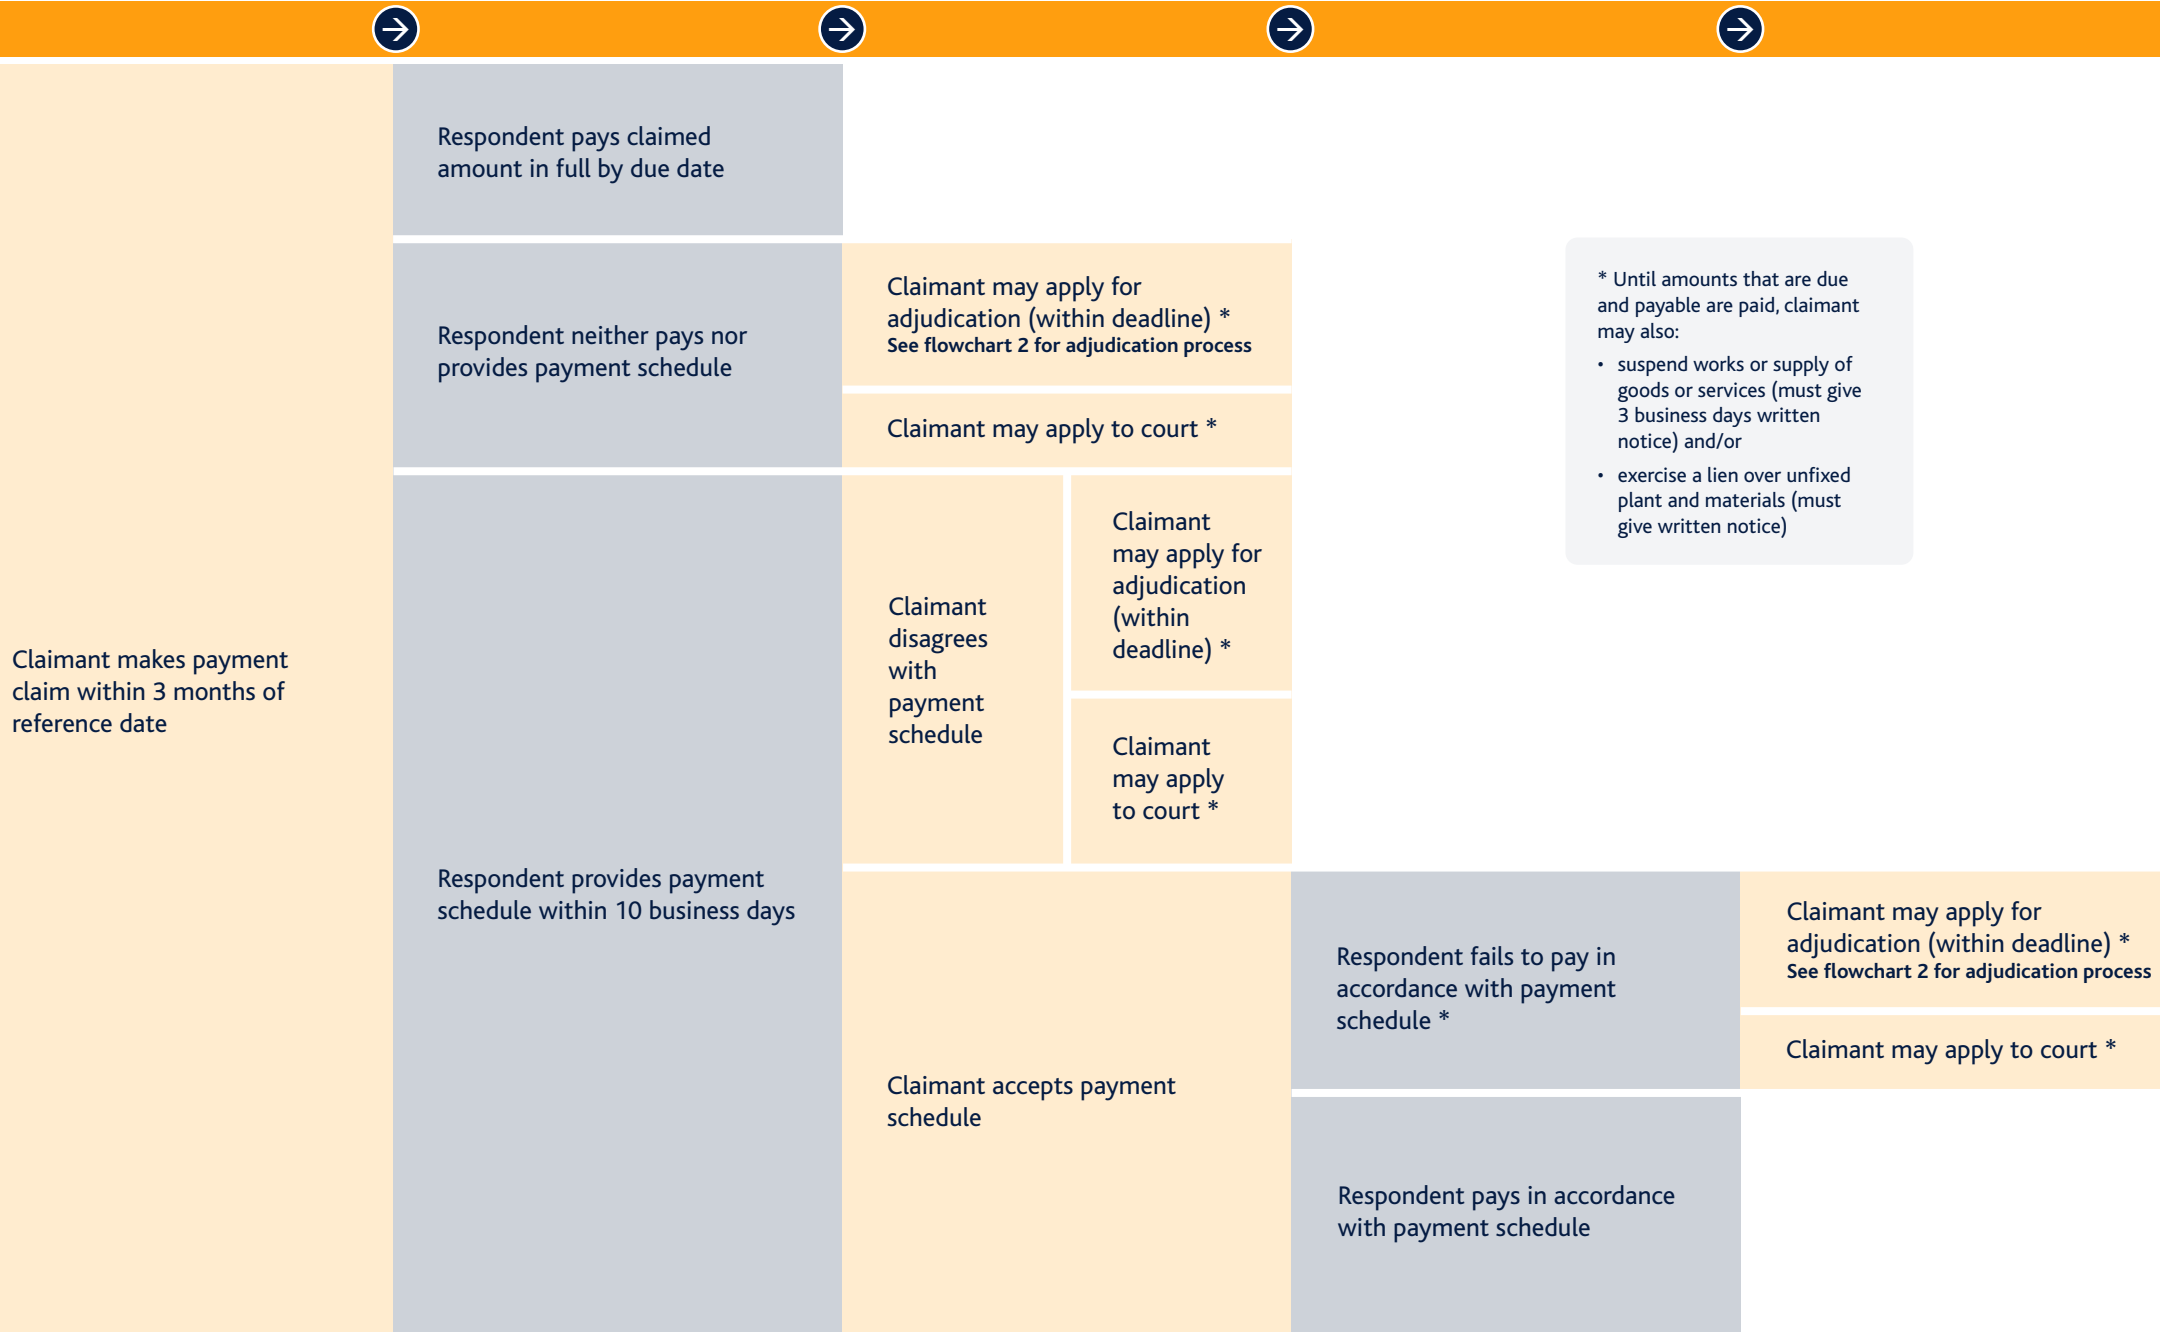 Claimant makes payment
claim within 3 months of
reference date
Respondent pays claimed
amount in full by due date
Respondent neither pays nor
provides payment schedule
Claimant may apply for
adjudication (within deadline) *
See flowchart 2 for adjudication process
Claimant may apply to court *
Respondent provides payment
schedule within 10 business days
Claimant
disagrees
with
payment
schedule
Claimant
may apply for
adjudication
(within
deadline) *
Claimant
may apply
to court *
Claimant accepts payment
schedule
Respondent fails to pay in
accordance with payment
schedule *
Claimant may apply for
adjudication (within deadline) *
See flowchart 2 for adjudication process
Claimant may apply to court *
Respondent pays in accordance
with payment schedule
* Until amounts that are due
and payable are paid, claimant
may also:
• suspend works or supply of
goods or services (must give
3 business days written
notice) and/or
• exercise a lien over unfixed
plant and materials (must
give written notice)